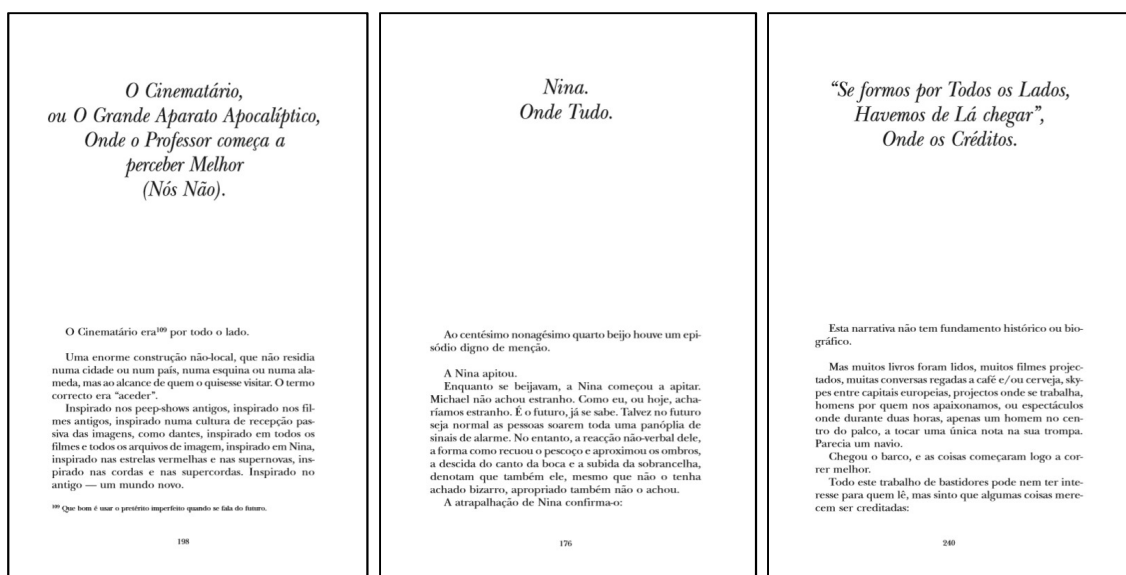 O Cinematário,
ou O Grande Aparato Apocalíptico,
Onde o Professor começa a
perceber Melhor
(Nós Não).
O Cinematário era¹⁰⁹ por todo o lado.
Uma enorme construção não-local, que não residia
numa cidade ou num país, numa esquina ou numa ala-
meda, mas ao alcance de quem o quisesse visitar. O termo
correcto era “aceder”.
Inspirado nos peep-shows antigos, inspirado nos fil-
mes antigos, inspirado numa cultura de recepção pas-
siva das imagens, como dantes, inspirado em todos os
filmes e todos os arquivos de imagem, inspirado em Nina,
inspirado nas estrelas vermelhas e nas supernovas, ins-
pirado nas cordas e nas supercordas. Inspirado no
antigo — um mundo novo.
¹⁰⁹ Que bom é usar o pretérito imperfeito quando se fala do futuro.
198
Nina.
Onde Tudo.
Ao centésimo nonagésimo quarto beijo houve um epi-
sódio digno de menção.
A Nina apitou.
Enquanto se beijavam, a Nina começou a apitar.
Michael não achou estranho. Como eu, ou hoje, acha-
ríamos estranho. É o futuro, já se sabe. Talvez no futuro
seja normal as pessoas soarem toda uma panóplia de
sinais de alarme. No entanto, a reacção não-verbal dele,
a forma como recuou o pescoço e aproximou os ombros,
a descida do canto da boca e a subida da sobrancelha,
denotam que também ele, mesmo que não o tenha
achado bizarro, apropriado também não o achou.
A atrapalhação de Nina confirma-o:
176
“Se formos por Todos os Lados,
Havemos de Lá chegar”,
Onde os Créditos.
Esta narrativa não tem fundamento histórico ou bio-
gráfico.
Mas muitos livros foram lidos, muitos filmes projec-
tados, muitas conversas regadas a café e/ou cerveja, sky-
pes entre capitais europeias, projectos onde se trabalha,
homens por quem nos apaixonamos, ou espectáculos
onde durante duas horas, apenas um homem no cen-
tro do palco, a tocar uma única nota na sua trompa.
Parecia um navio.
Chegou o barco, e as coisas começaram logo a cor-
rer melhor.
Todo este trabalho de bastidores pode nem ter inte-
resse para quem lê, mas sinto que algumas coisas mere-
cem ser creditadas:
240